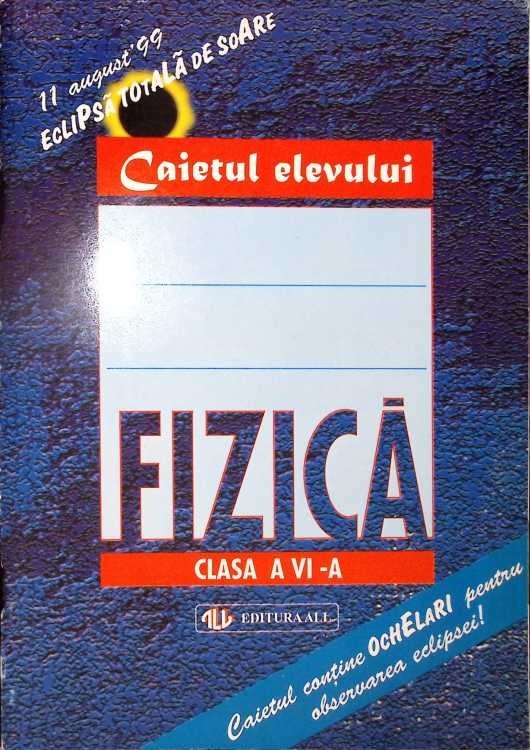 11 august '99
EClIPSĂ TOTALĂ DE SOARE
Caietul elevului
FIZICĂ
CLASA A VI -A
ALL EDITURA ALL
Caietul conține OCHELARI pentru
observarea eclipsei!